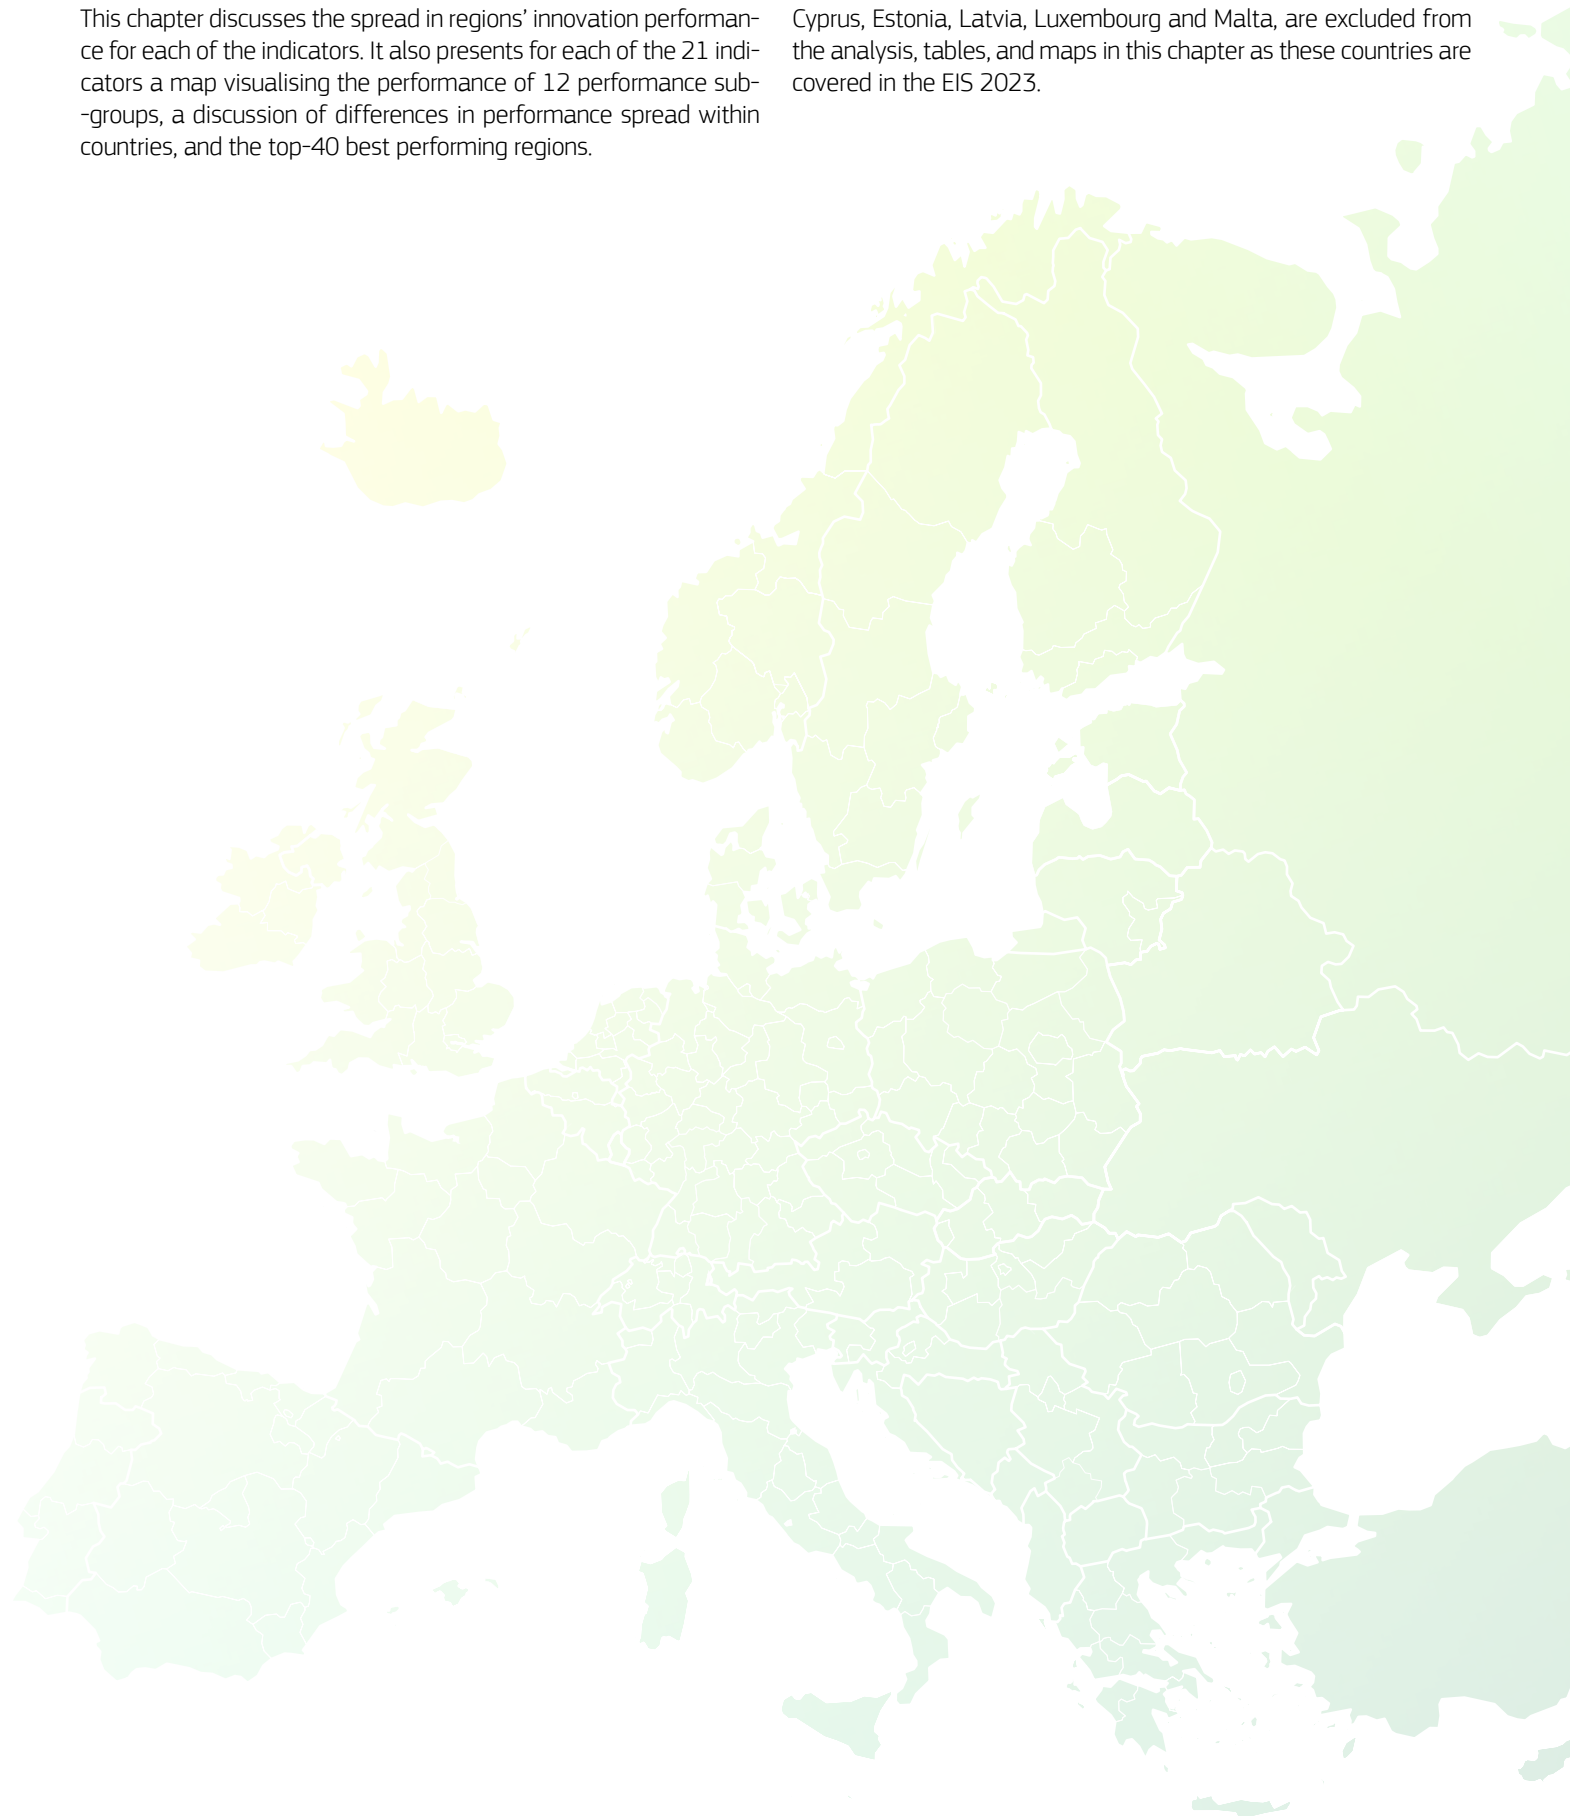 This chapter discusses the spread in regions’ innovation performan-
ce for each of the indicators. It also presents for each of the 21 indi-
cators a map visualising the performance of 12 performance sub-
-groups, a discussion of differences in performance spread within
countries, and the top-40 best performing regions.
Cyprus, Estonia, Latvia, Luxembourg and Malta, are excluded from
the analysis, tables, and maps in this chapter as these countries are
covered in the EIS 2023.